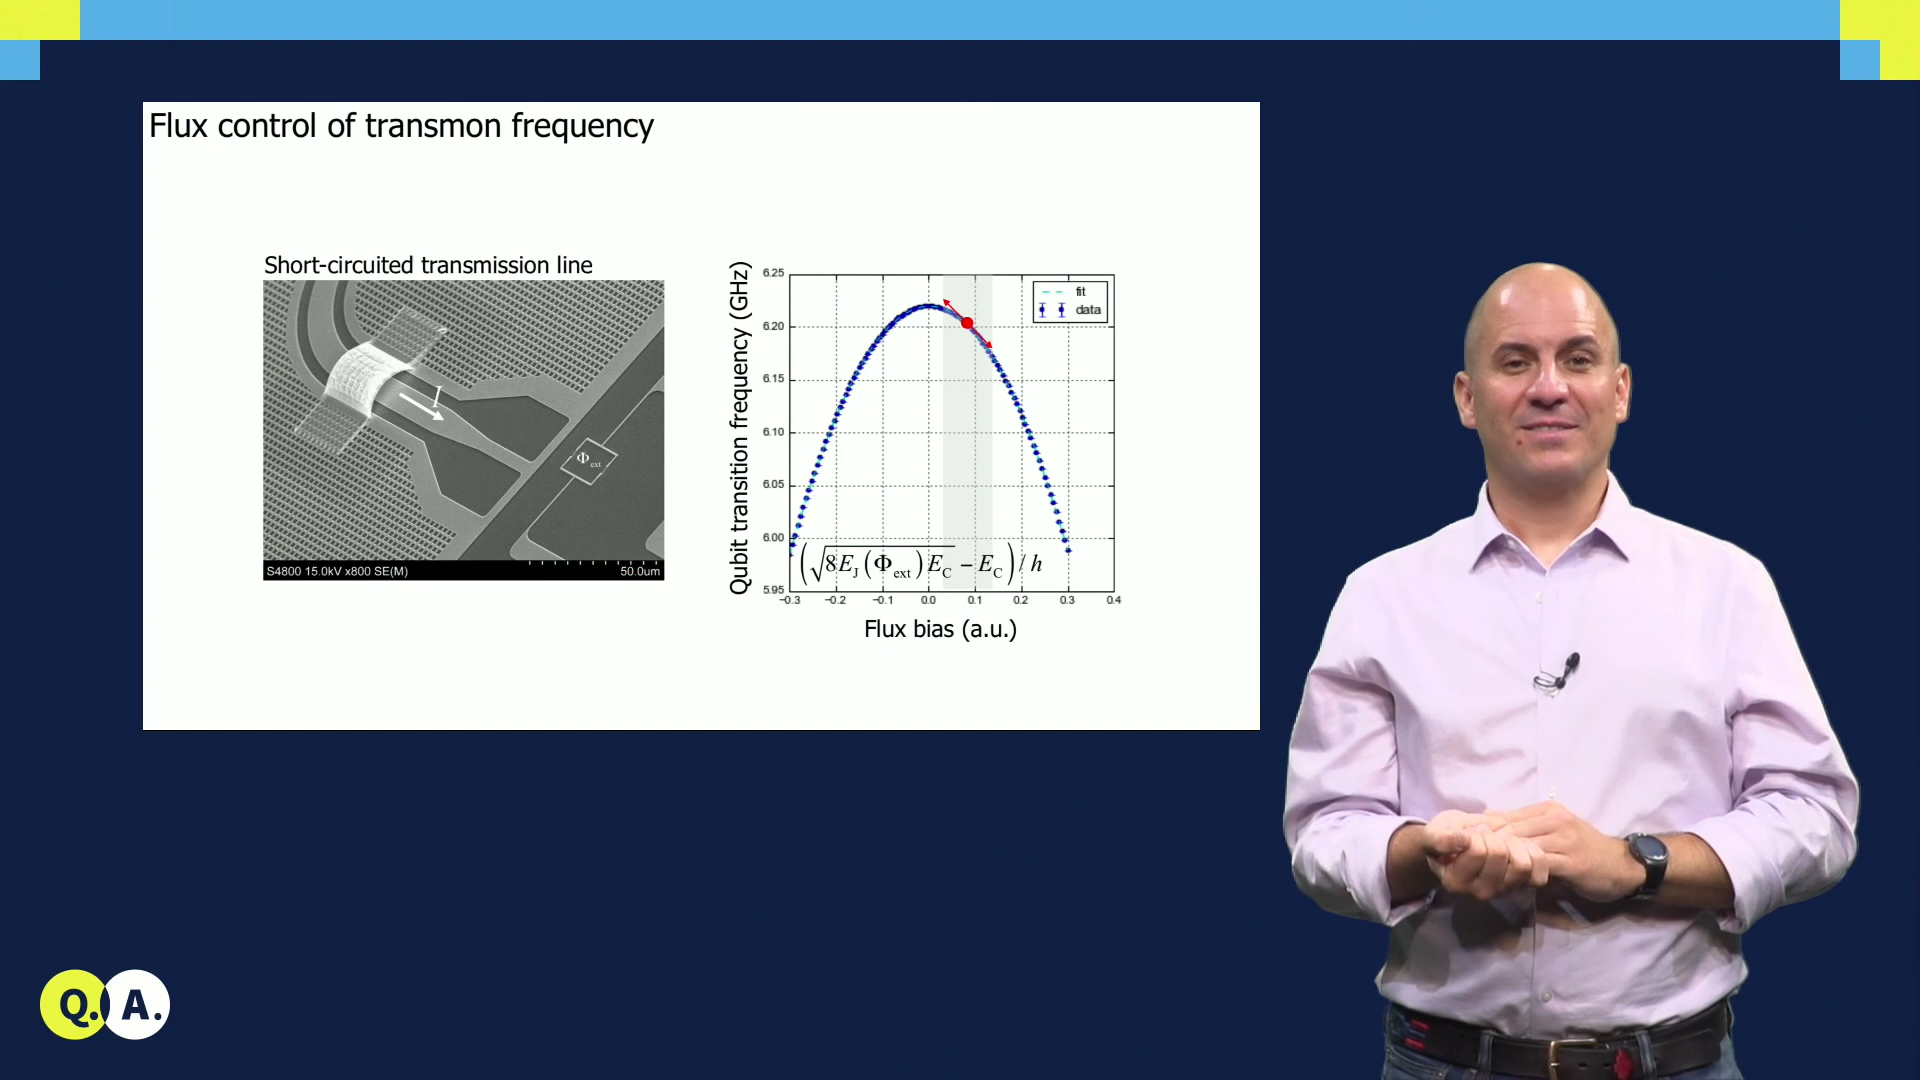 Flux control of transmon frequency
Short-circuited transmission line
I
Φext
S4800 15.0kV x800 SE(M)
50.0um
Qubit transition frequency (GHz)
6.25
6.20
6.15
6.10
6.05
6.00
5.95
fit
data
(√8EJ(Φext)EC − EC)/h
−0.3 −0.2 −0.1 0.0 0.1 0.2 0.3 0.4
Flux bias (a.u.)
Q. A.